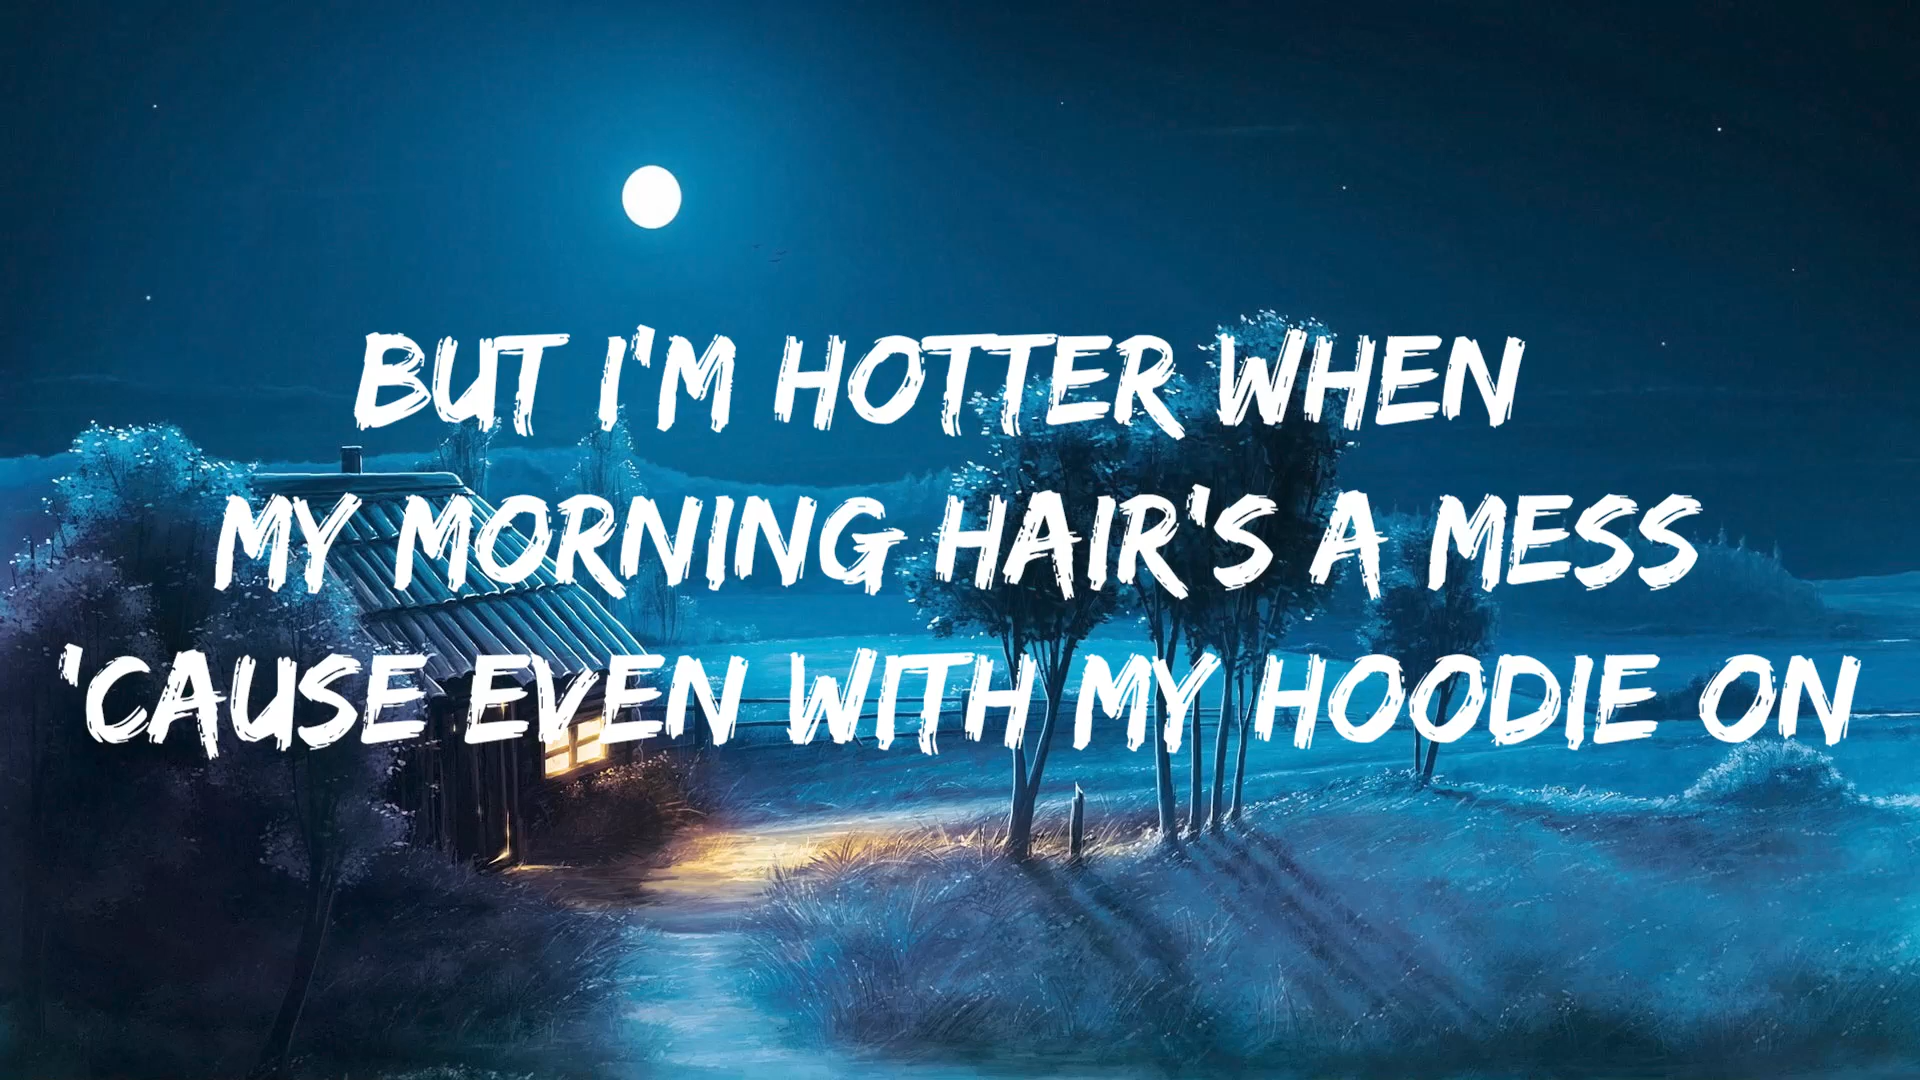 BUT I'M HOTTER WHEN
MY MORNING HAIR'S A MESS
'CAUSE EVEN WITH MY HOODIE ON